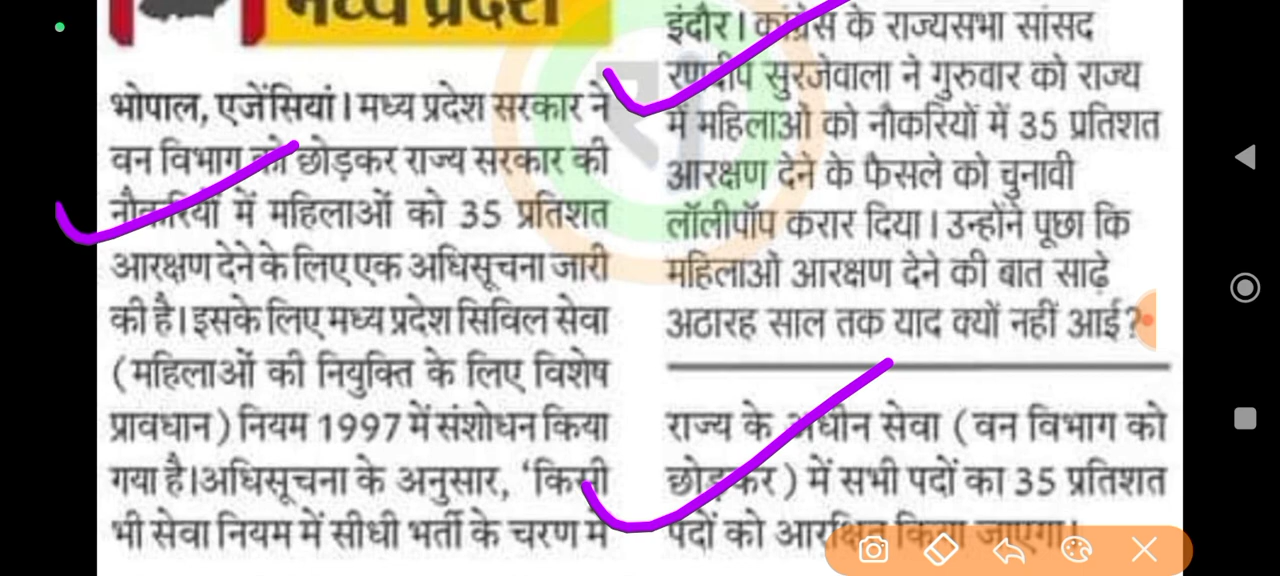 मध्य प्रदेश
भोपाल, एजेंसियां। मध्य प्रदेश सरकार ने
वन विभाग को छोड़कर राज्य सरकार की
नौकरियों में महिलाओं को 35 प्रतिशत
आरक्षण देने के लिए एक अधिसूचना जारी
की है। इसके लिए मध्य प्रदेश सिविल सेवा
(महिलाओं की नियुक्ति के लिए विशेष
प्रावधान) नियम 1997 में संशोधन किया
गया है।अधिसूचना के अनुसार, ‘किसी
भी सेवा नियम में सीधी भर्ती के चरण में
इंदौर। कांग्रेस के राज्यसभा सांसद
रणदीप सुरजेवाला ने गुरुवार को राज्य
में महिलाओं को नौकरियों में 35 प्रतिशत
आरक्षण देने के फैसले को चुनावी
लॉलीपॉप करार दिया। उन्होंने पूछा कि
महिलाओं आरक्षण देने की बात साढ़े
अठारह साल तक याद क्यों नहीं आई?
राज्य के अधीन सेवा (वन विभाग को
छोड़कर) में सभी पदों का 35 प्रतिशत
पदों को आरक्षित किया जाएगा।